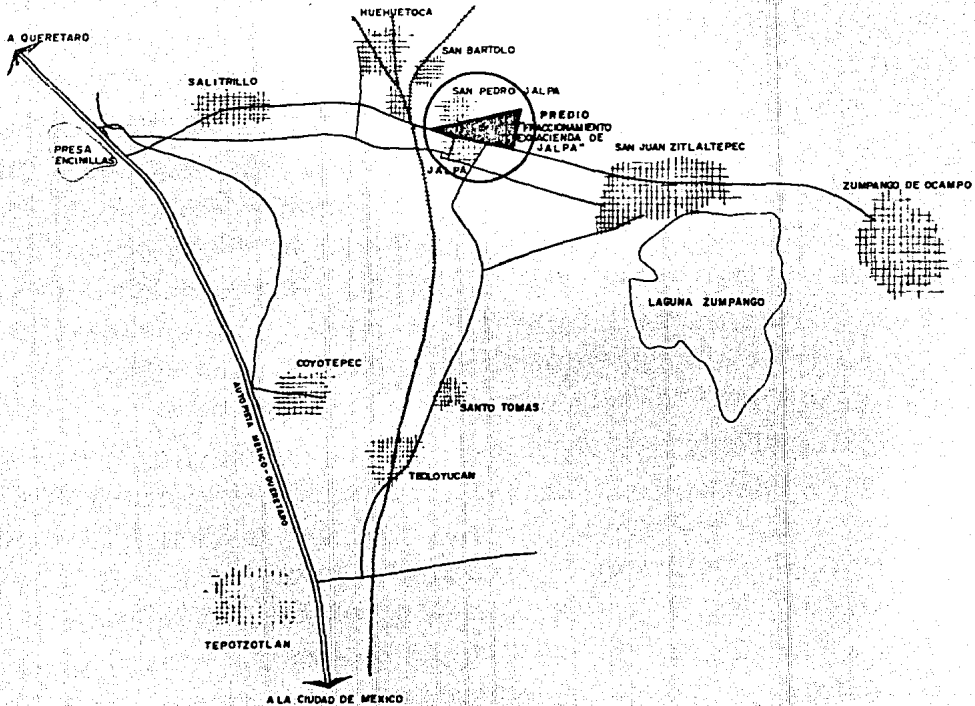 HUEHUETOCA
A QUERETARO
SAN BARTOLO
SALITRILLO
SAN PEDRO JALPA
PREDIO
FRACCIONAMIENTO
EXHACIENDA DE
JALPA"
PRESA
ENCINILLAS
JALPA
SAN JUAN ZITLALTEPEC
ZUMPANGO DE OCAMPO
LAGUNA ZUMPANGO
COYOTEPEC
AUTOPISTA MEXICO-QUERETARO
SANTO TOMAS
TEOLOYUCAN
TEPOTZOTLAN
A LA CIUDAD DE MEXICO